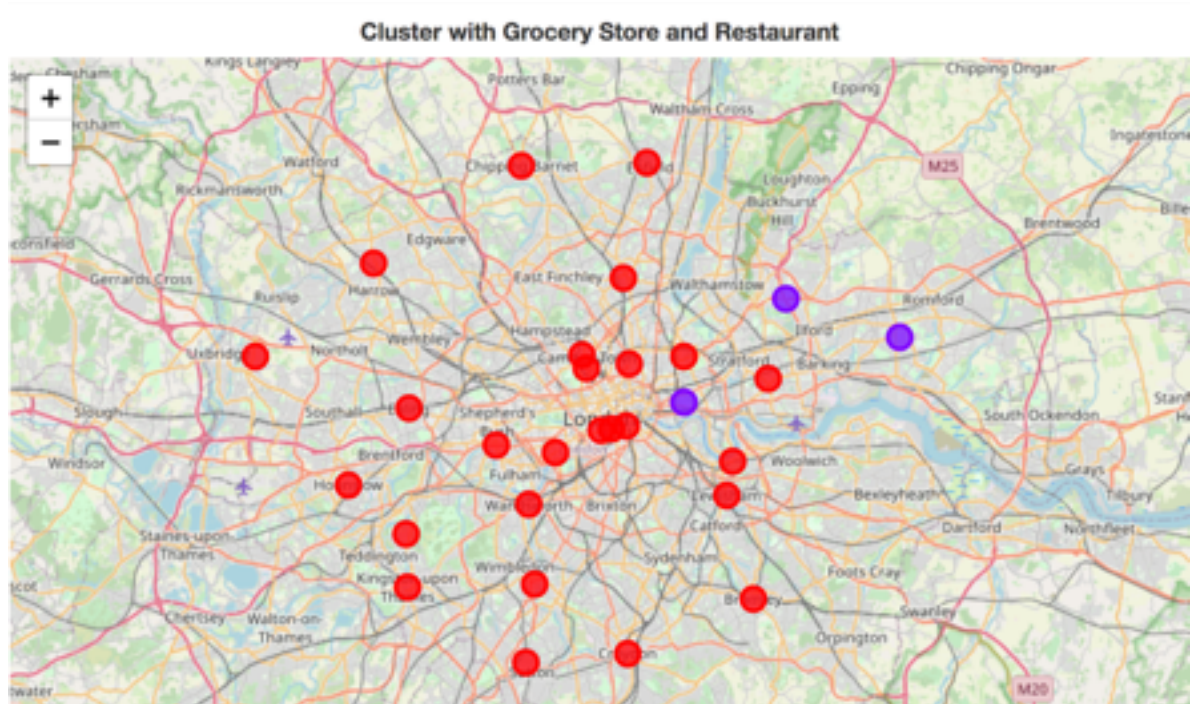 Cluster with Grocery Store and Restaurant
Kings Langley
Chesham
Potters Bar
Chipping Ongar
+
Epping
Waltham Cross
Ingatestone
−
Watford
M25
Loughton
Rickmansworth
Buckhurst
Hill
Brentwood
Edgware
Gerrards Cross
East Finchley
Walthamstow
Harrow
Ruislip
Romford
Hampstead
Ilford
Wembley
Northolt
Stratford
Barking
Slough
Southall
Shepherd's
South Ockendon
Brentford
Windsor
Woolwich
Fulham
Grays
Bexleyheath
Tilbury
Brixton
Catford
Dartford
Northfleet
Staines-upon
Thames
Teddington
Sydenham
Wimbledon
Foots Cray
Chertsey
Walton-on-
Thames
Swanley
Orpington
M20